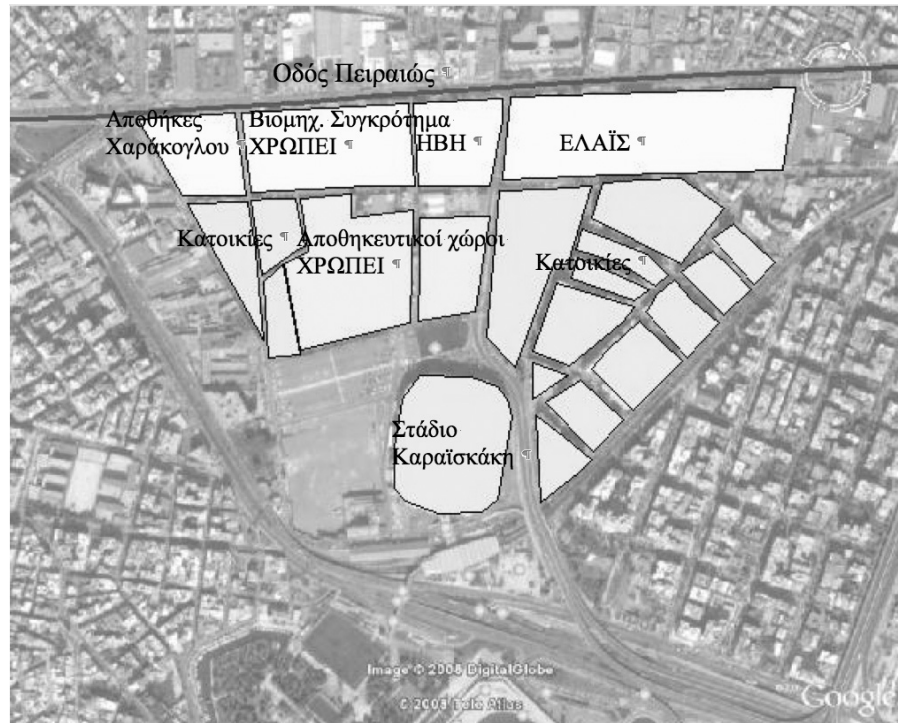 Οδός Πειραιώς
Αποθήκες
Χαράκογλου
Βιομηχ. Συγκρότημα
ΧΡΩΠΕΙ
ΗΒΗ
ΕΛΑΪΣ
Κατοικίες
Αποθηκευτικοί χώροι
ΧΡΩΠΕΙ
Κατοικίες
Στάδιο
Καραϊσκάκη
Image © 2008 DigitalGlobe
© 2008 Tele Atlas
Google